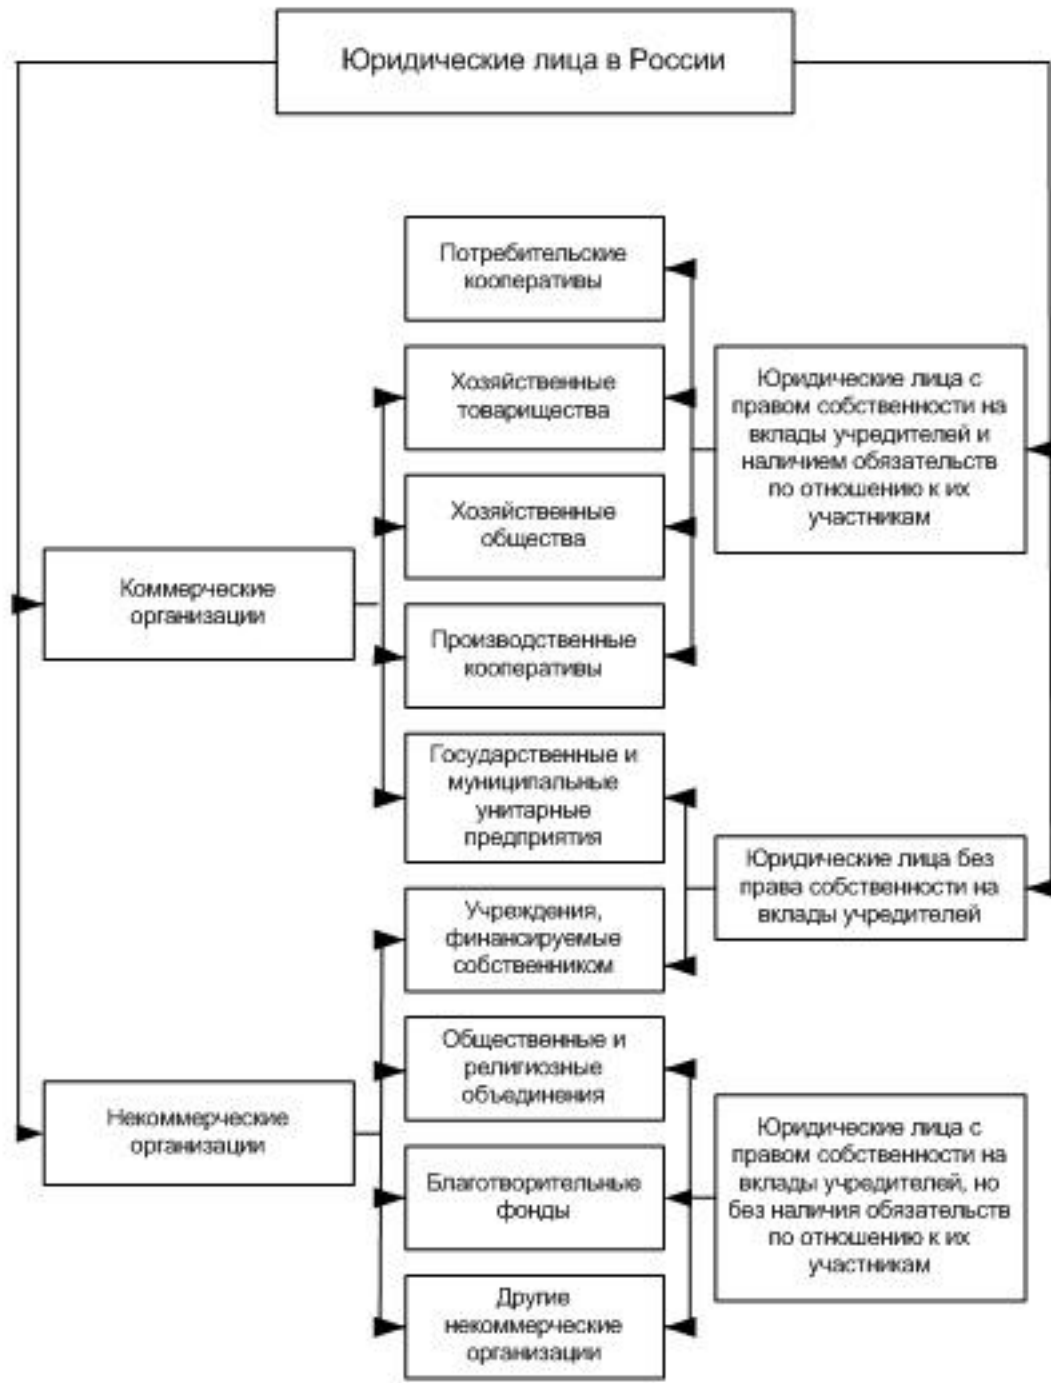 Юридические лица в России
Потребительские
кооперативы
Хозяйственные
товарищества
Юридические лица с
правом собственности на
вклады учредителей и
наличием обязательств
по отношению к их
участникам
Хозяйственные
общества
Коммерческие
организации
Производственные
кооперативы
Государственные и
муниципальные
унитарные
предприятия
Юридические лица без
права собственности на
вклады учредителей
Учреждения,
финансируемые
собственником
Общественные и
религиозные
объединения
Некоммерческие
организации
Юридические лица с
правом собственности на
вклады учредителей, но
без наличия обязательств
по отношению к их
участникам
Благотворительные
фонды
Другие
некоммерческие
организации